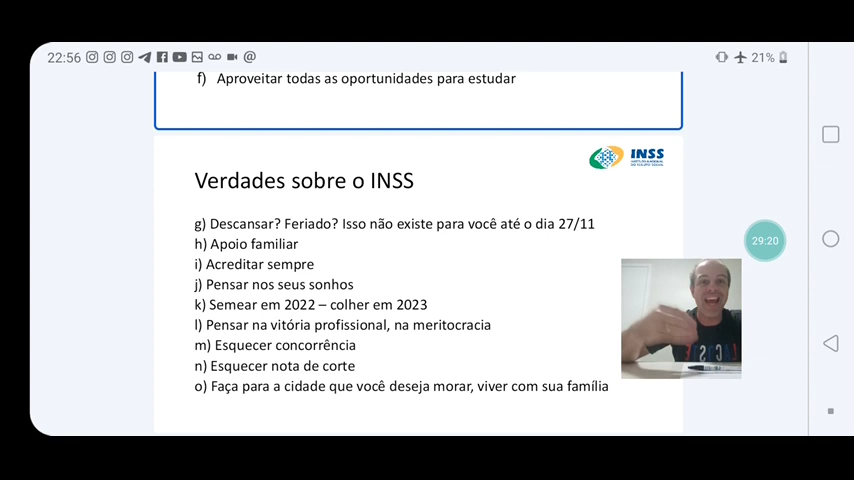 22:56
21%
f) Aproveitar todas as oportunidades para estudar
INSS
Verdades sobre o INSS
g) Descansar? Feriado? Isso não existe para você até o dia 27/11
h) Apoio familiar
i) Acreditar sempre
j) Pensar nos seus sonhos
k) Semear em 2022 – colher em 2023
l) Pensar na vitória profissional, na meritocracia
m) Esquecer concorrência
n) Esquecer nota de corte
o) Faça para a cidade que você deseja morar, viver com sua família
29:20